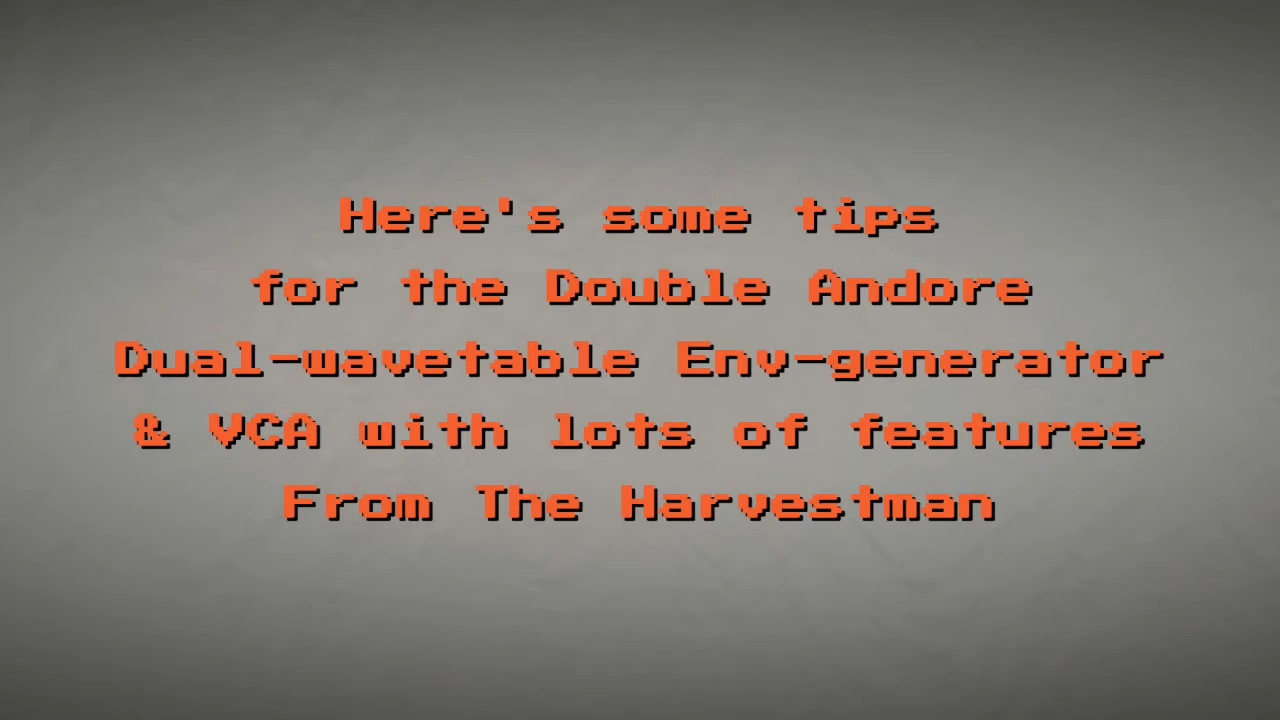 Here's some tips
for the Double Andore
Dual-wavetable Env-generator
& VCA with lots of features
From The Harvestman